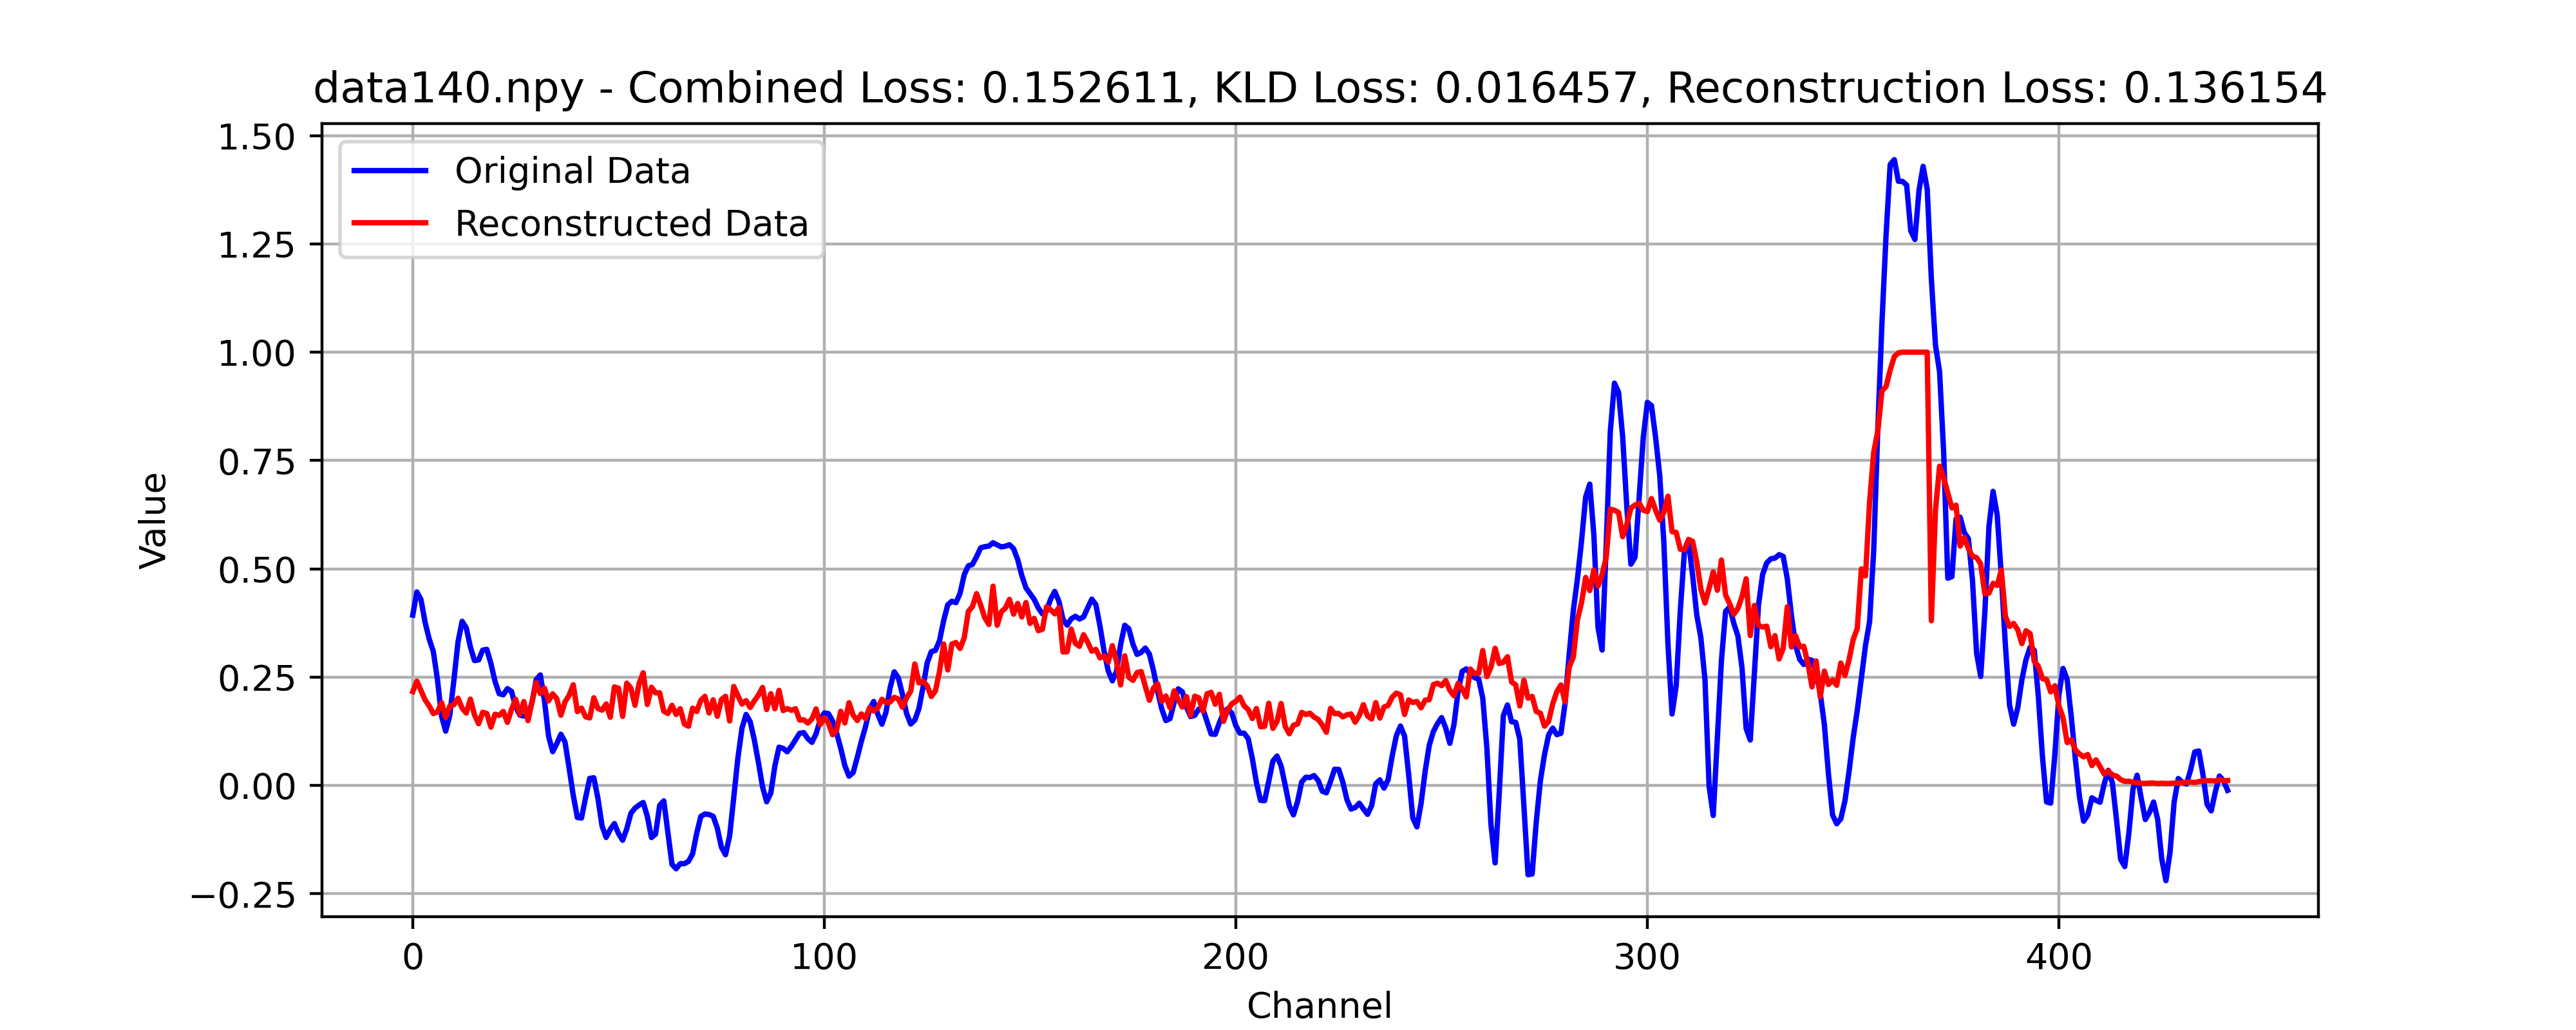 data140.npy - Combined Loss: 0.152611, KLD Loss: 0.016457, Reconstruction Loss: 0.136154
1.50
1.25
1.00
0.75
0.50
0.25
0.00
−0.25
Value
Original Data
Reconstructed Data
0 100 200 300 400
Channel